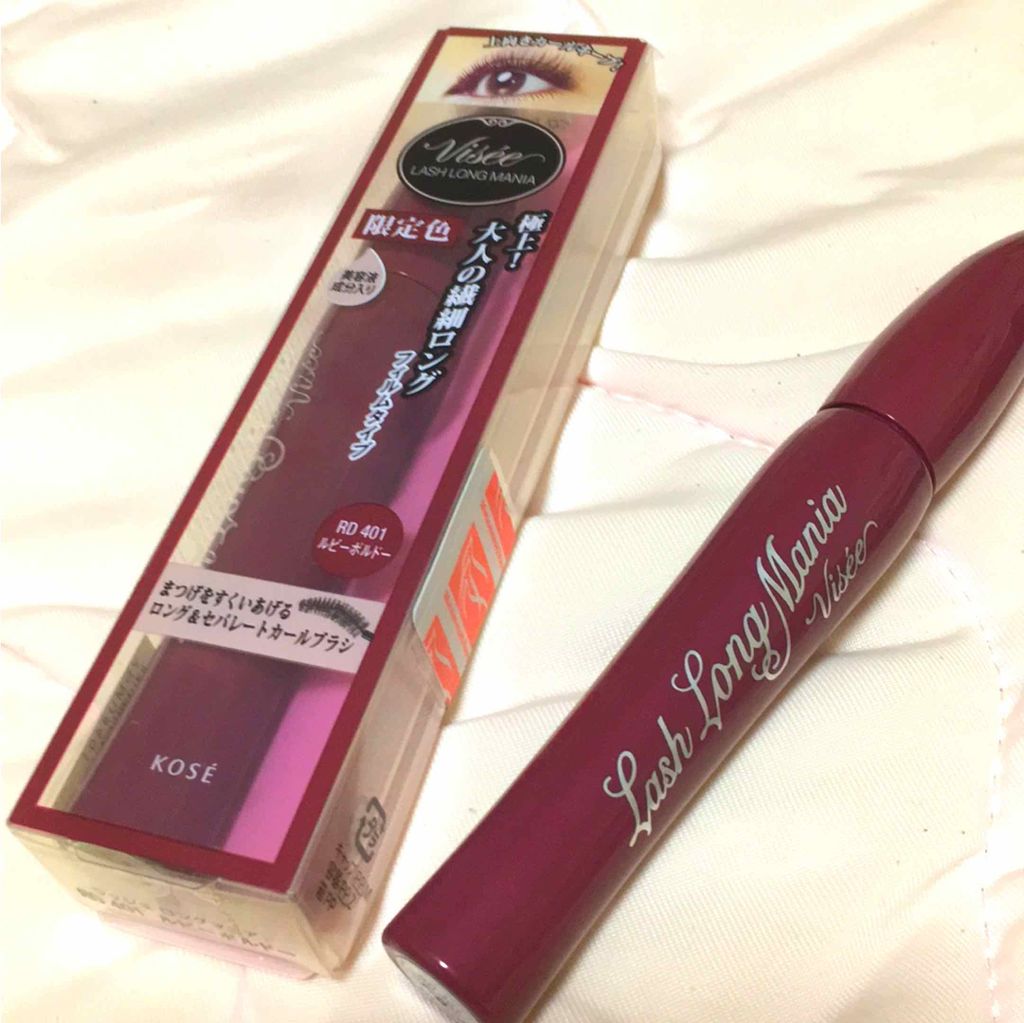 上向きカールキープ!
Visée
LASH LONG MANIA
限定色
極上!
大人の繊細ロング
フィルムタイプ
美容液
成分入り
RD 401
ルビーボルドー
まつげをすくいあげる
ロング&セパレートカールブラシ
KOSÉ
Lash Long Mania
Visée